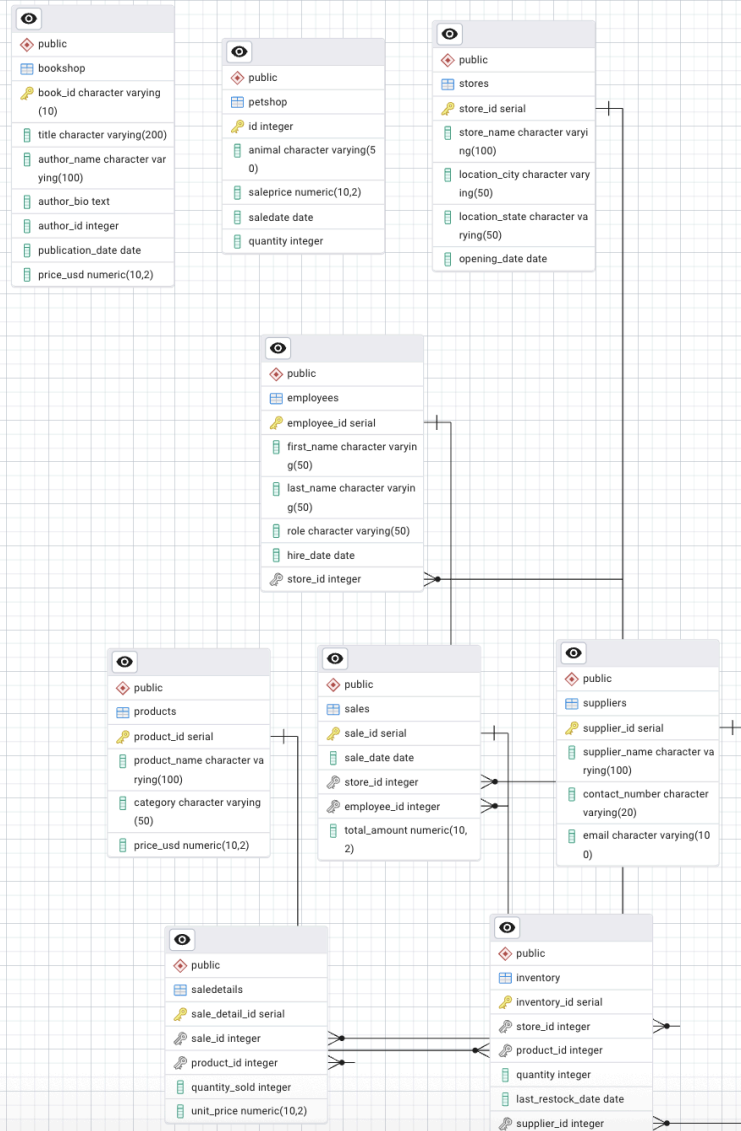 public
bookshop
book_id character varying
(10)
title character varying(200)
author_name character var
ying(100)
author_bio text
author_id integer
publication_date date
price_usd numeric(10,2)
public
petshop
id integer
animal character varying(5
0)
saleprice numeric(10,2)
saledate date
quantity integer
public
stores
store_id serial
store_name character varyi
ng(100)
location_city character vary
ing(50)
location_state character va
rying(50)
opening_date date
public
employees
employee_id serial
first_name character varyin
g(50)
last_name character varyin
g(50)
role character varying(50)
hire_date date
store_id integer
public
products
product_id serial
product_name character va
rying(100)
category character varying
(50)
price_usd numeric(10,2)
public
sales
sale_id serial
sale_date date
store_id integer
employee_id integer
total_amount numeric(10,
2)
public
suppliers
supplier_id serial
supplier_name character va
rying(100)
contact_number character
varying(20)
email character varying(10
0)
public
saledetails
sale_detail_id serial
sale_id integer
product_id integer
quantity_sold integer
unit_price numeric(10,2)
public
inventory
inventory_id serial
store_id integer
product_id integer
quantity integer
last_restock_date date
supplier_id integer